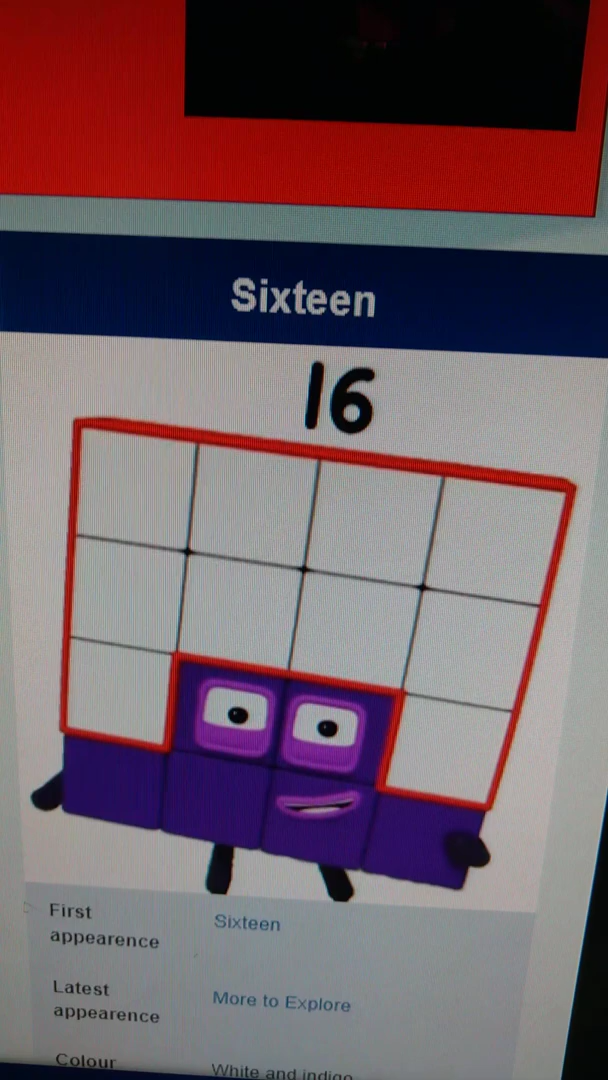 Sixteen
16
First
appearence
Sixteen
Latest
appearence
More to Explore
Colour
White and indigo